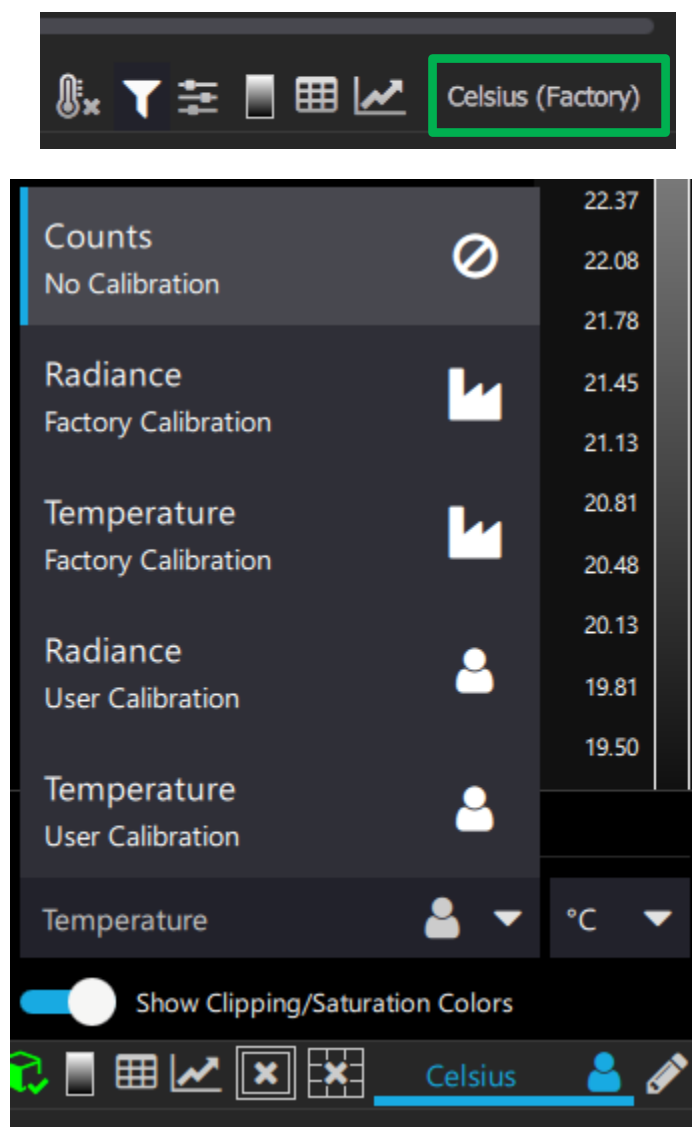 Celsius (Factory)
Counts
No Calibration
Radiance
Factory Calibration
Temperature
Factory Calibration
Radiance
User Calibration
Temperature
User Calibration
22.37
22.08
21.78
21.45
21.13
20.81
20.48
20.13
19.81
19.50
Temperature
°C
Show Clipping/Saturation Colors
Celsius